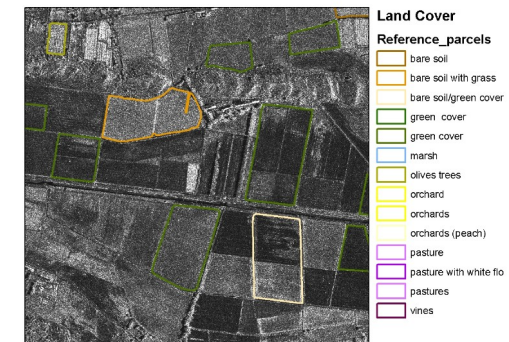 Land Cover
Reference_parcels
bare soil
bare soil with grass
bare soil/green cover
green  cover
green cover
marsh
olives trees
orchard
orchards
orchards (peach)
pasture
pasture with white flo
pastures
vines